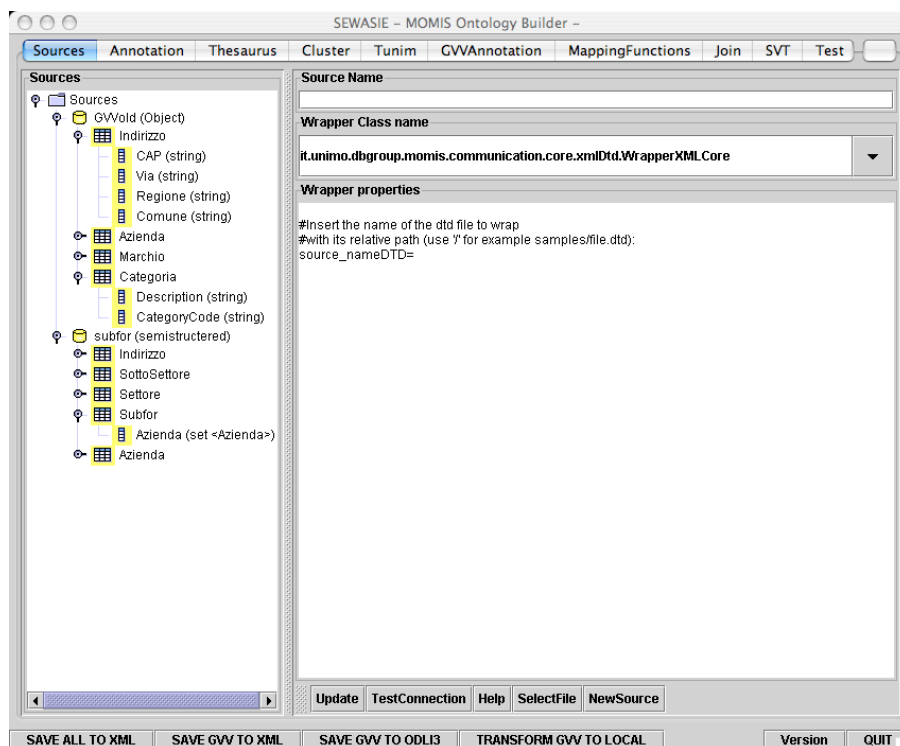 SEWASIE – MOMIS Ontology Builder –
Sources Annotation Thesaurus Cluster Tunim GVVAnnotation MappingFunctions Join SVT Test
Sources
Sources
GVVold (Object)
Indirizzo
CAP (string)
Via (string)
Regione (string)
Comune (string)
Azienda
Marchio
Categoria
Description (string)
CategoryCode (string)
subfor (semistructered)
Indirizzo
SottoSettore
Settore
Subfor
Azienda (set <Azienda>)
Azienda
Source Name
Wrapper Class name
it.unimo.dbgroup.momis.communication.core.xmlDtd.WrapperXMLCore
Wrapper properties
#Insert the name of the dtd file to wrap
#with its relative path (use '/' for example samples/file.dtd):
source_nameDTD=
Update TestConnection Help SelectFile NewSource
SAVE ALL TO XML SAVE GVV TO XML SAVE GVV TO ODLI3 TRANSFORM GVV TO LOCAL Version QUIT